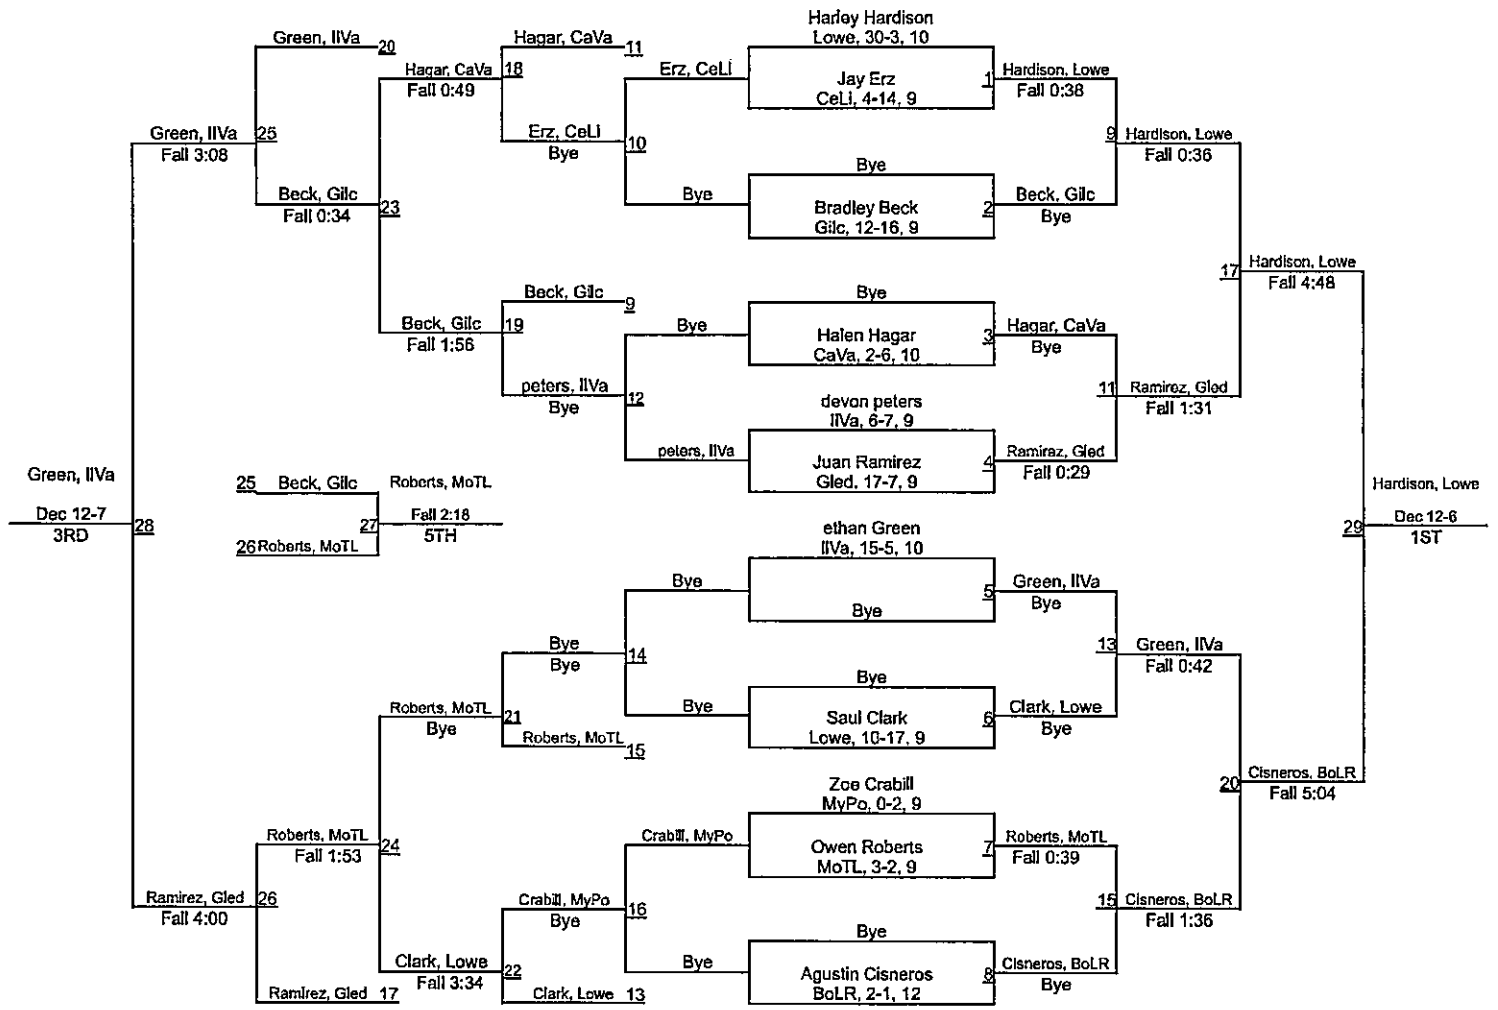 Harley Hardison
Lowe, 30-3, 10
Green, IIVa 20
Hagar, CaVa 11
Hagar, CaVa 18
Fall 0:49
Erz, CeLi
Jay Erz
CeLi, 4-14, 9
1
Hardison, Lowe
Fall 0:38
Green, IIVa 25
Fall 3:08
Erz, CeLi 10
Bye
9
Hardison, Lowe
Fall 0:36
Bye
Beck, Gilc 23
Fall 0:34
Bye
Bradley Beck
Gilc, 12-16, 9
2
Beck, Gilc
Bye
17
Hardison, Lowe
Fall 4:48
Beck, Gilc 9
Bye
Beck, Gilc 19
Fall 1:56
Bye
Halen Hagar
CaVa, 2-6, 10
3
Hagar, CaVa
Bye
peters, IIVa 12
Bye
11
Ramirez, Gled
Fall 1:31
devon peters
IIVa, 6-7, 9
peters, IIVa
Juan Ramirez
Gled, 17-7, 9
4
Ramirez, Gled
Fall 0:29
Green, IIVa
Dec 12-7 28
3RD
25 Beck, Gilc
Roberts, MoTL
27 Fall 2:18
5TH
26 Roberts, MoTL
Hardison, Lowe
29 Dec 12-6
1ST
ethan Green
IIVa, 15-5, 10
Bye
5
Green, IIVa
Bye
Bye
Bye
Bye
14
13
Green, IIVa
Fall 0:42
Bye
Roberts, MoTL 21
Bye
Bye
Saul Clark
Lowe, 10-17, 9
6
Clark, Lowe
Bye
Roberts, MoTL 15
20
Cisneros, BoLR
Fall 5:04
Zoe Crabill
MyPo, 0-2, 9
Roberts, MoTL 24
Fall 1:53
Crabill, MyPo
Owen Roberts
MoTL, 3-2, 9
7
Roberts, MoTL
Fall 0:39
Ramirez, Gled 26
Fall 4:00
Crabill, MyPo 16
Bye
15
Cisneros, BoLR
Fall 1:36
Bye
Clark, Lowe 22
Fall 3:34
Bye
Agustin Cisneros
BoLR, 2-1, 12
8
Cisneros, BoLR
Bye
Ramirez, Gled 17
Clark, Lowe 13